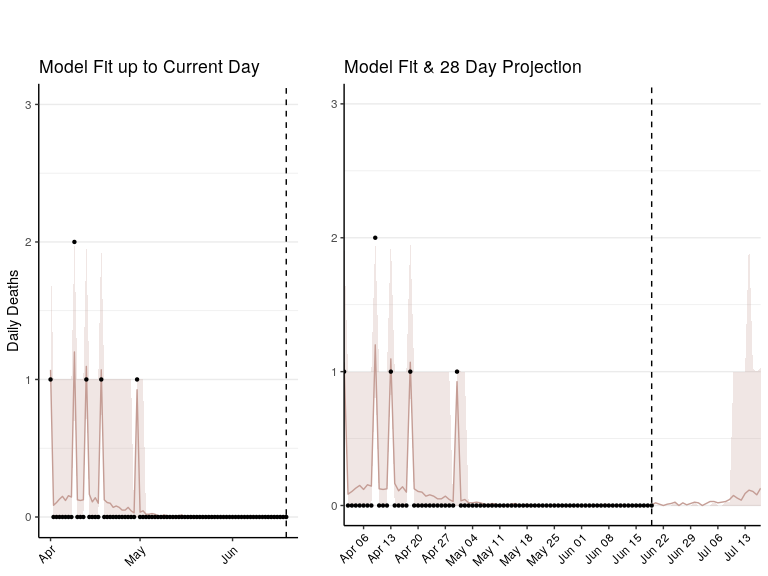 Model Fit up to Current Day
Daily Deaths
3
2
1
0
Apr
May
Jun
Model Fit & 28 Day Projection
3
2
1
0
Apr 06
Apr 13
Apr 20
Apr 27
May 04
May 11
May 18
May 25
Jun 01
Jun 08
Jun 15
Jun 22
Jun 29
Jul 06
Jul 13